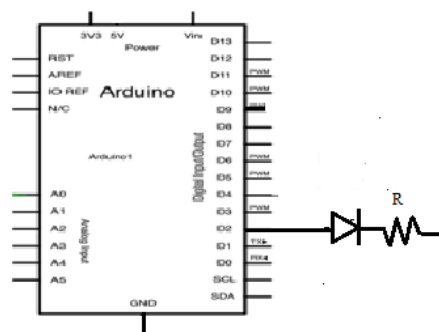 3V3 5V Vin
Power
D13
RST D12
AREF D11 PWM
IO REF D10 PWM
N/C D9
Arduino
D8
D7
Arduino1 D6 PWM
D5 PWM
Digital Input/Output
A0 D4
A1 D3 PWM
A2 D2
A3 D1 TX
A4 D0 RX
A5 SCL
Analog Input
SDA
GND
R